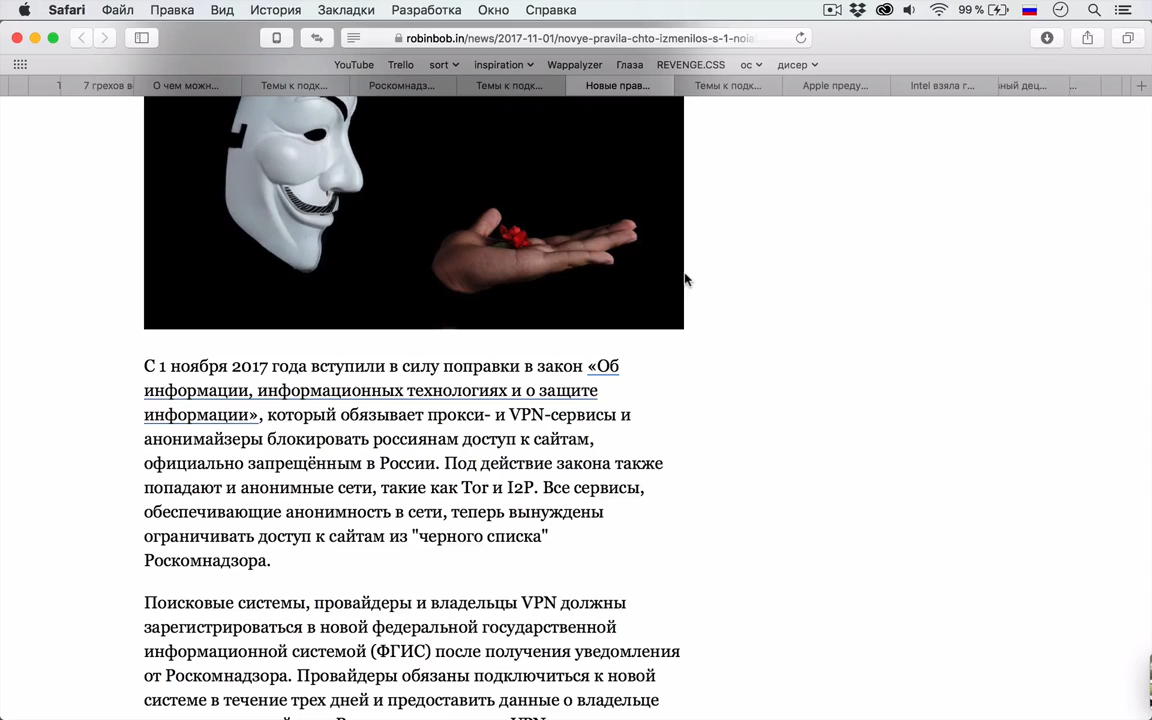 Safari Файл Правка Вид История Закладки Разработка Окно Справка 99 %
robinbob.in/news/2017-11-01/novye-pravila-chto-izmenilos-s-1-noia
YouTube Trello sort inspiration Wappalyzer Глаза REVENGE.CSS ос дисер
7 грехов в О чем можн... Темы к подк... Роскомнадз... Темы к подк... Новые прав... Темы к подк... Apple преду... Intel взяла г... ный дец...
С 1 ноября 2017 года вступили в силу поправки в закон «Об
информации, информационных технологиях и о защите
информации», который обязывает прокси- и VPN-сервисы и
анонимайзеры блокировать россиянам доступ к сайтам,
официально запрещённым в России. Под действие закона также
попадают и анонимные сети, такие как Tor и I2P. Все сервисы,
обеспечивающие анонимность в сети, теперь вынуждены
ограничивать доступ к сайтам из "черного списка"
Роскомнадзора.
Поисковые системы, провайдеры и владельцы VPN должны
зарегистрироваться в новой федеральной государственной
информационной системой (ФГИС) после получения уведомления
от Роскомнадзора. Провайдеры обязаны подключиться к новой
системе в течение трех дней и предоставить данные о владельце